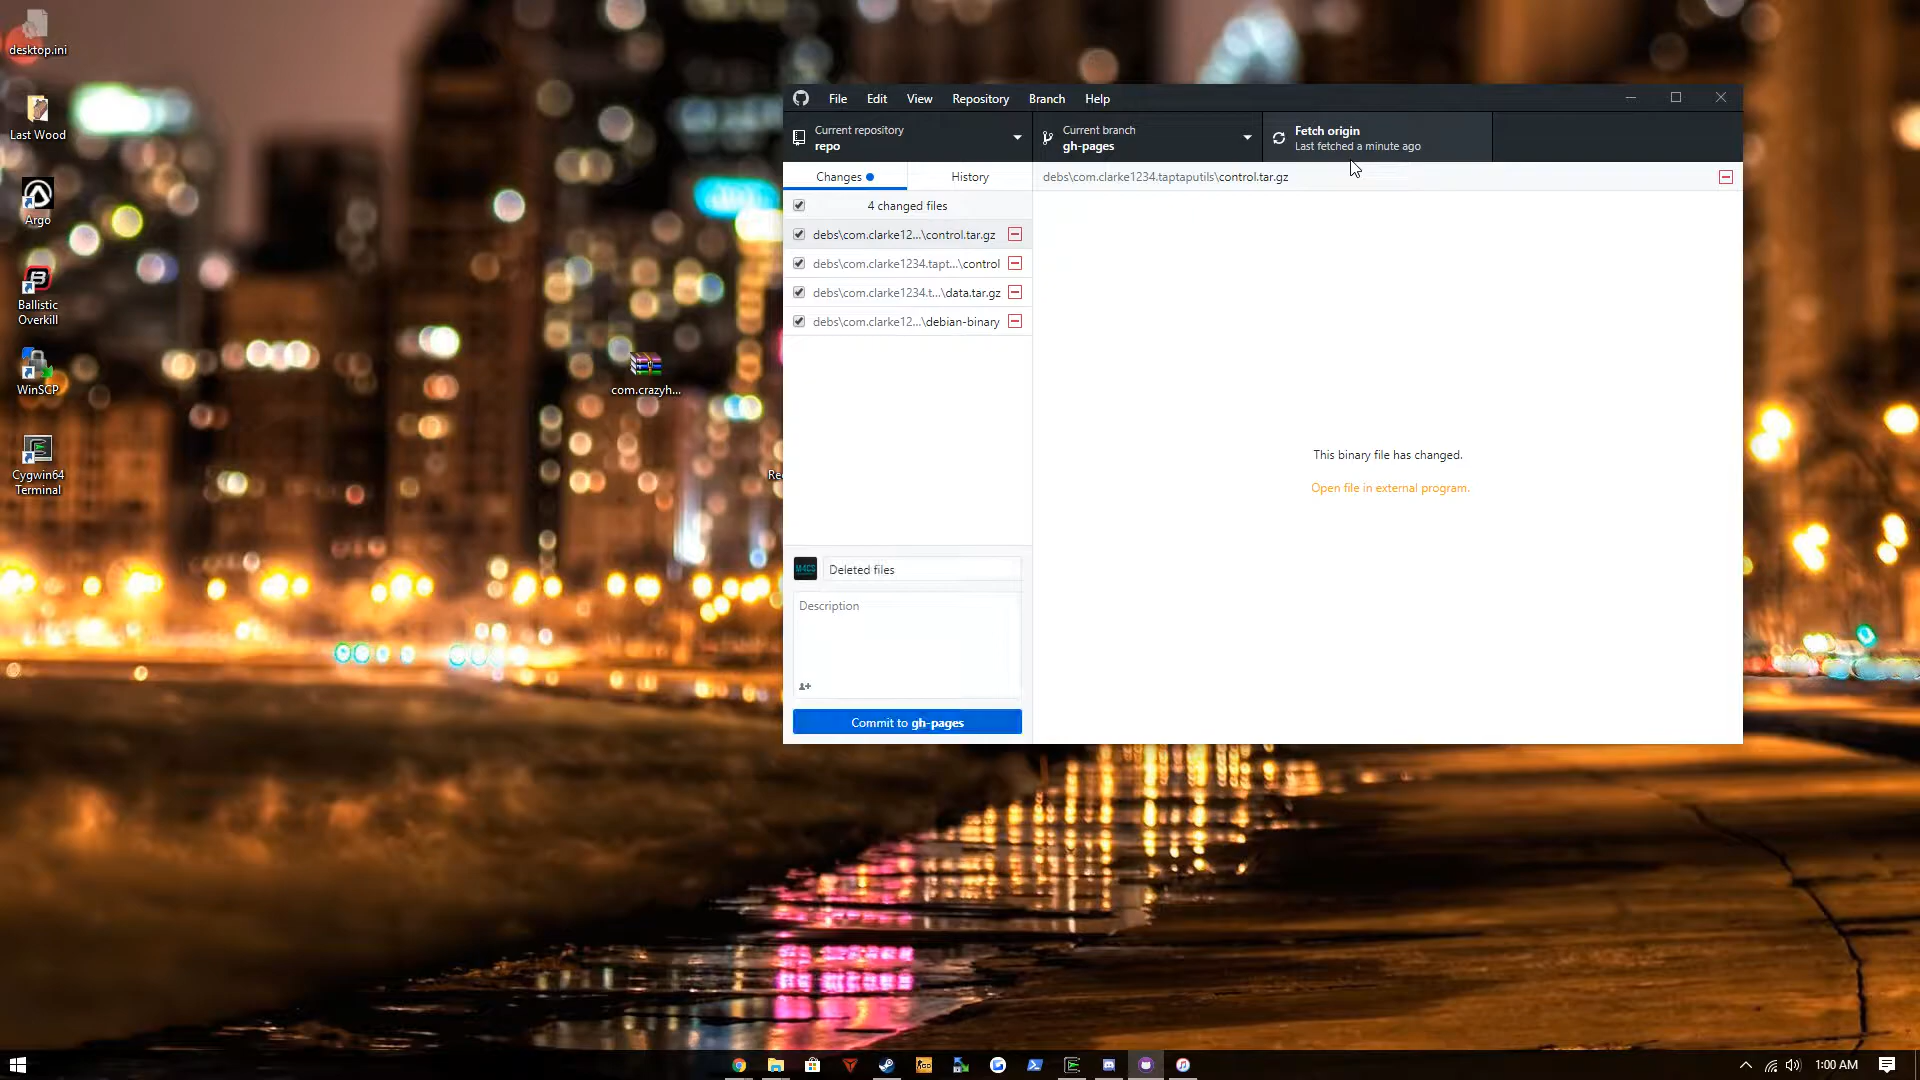 desktop.ini
Last Wood
Argo
Ballistic
Overkill
WinSCP
Cygwin64
Terminal
com.crazyh...
File Edit View Repository Branch Help
Current repository
repo
Current branch
gh-pages
Fetch origin
Last fetched a minute ago
Changes
History
debs\com.clarke1234.taptaputils\control.tar.gz
4 changed files
debs\com.clarke12...\control.tar.gz
debs\com.clarke1234.tapt...\control
debs\com.clarke1234.t...\data.tar.gz
debs\com.clarke12...\debian-binary
This binary file has changed.
Open file in external program.
Deleted files
Description
Commit to gh-pages
1:00 AM